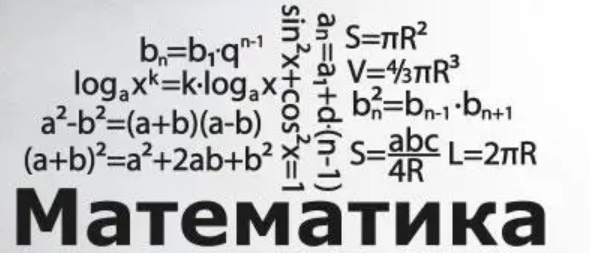 bₙ=b₁·qⁿ⁻¹
logₐxᵏ=k·logₐx
a²-b²=(a+b)(a-b)
(a+b)²=a²+2ab+b²
sin²x+cos²x=1
aₙ=a₁+d·(n-1)
S=πR²
V=⁴⁄₃πR³
bₙ²=bₙ₋₁·bₙ₊₁
S=abc/4R L=2πR
Математика